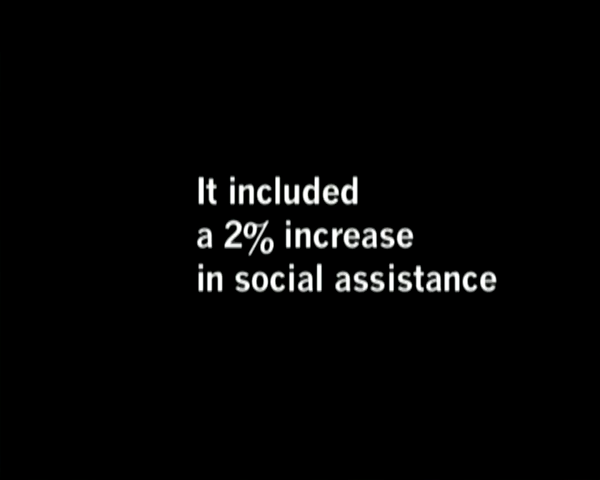 It included
a 2% increase
in social assistance